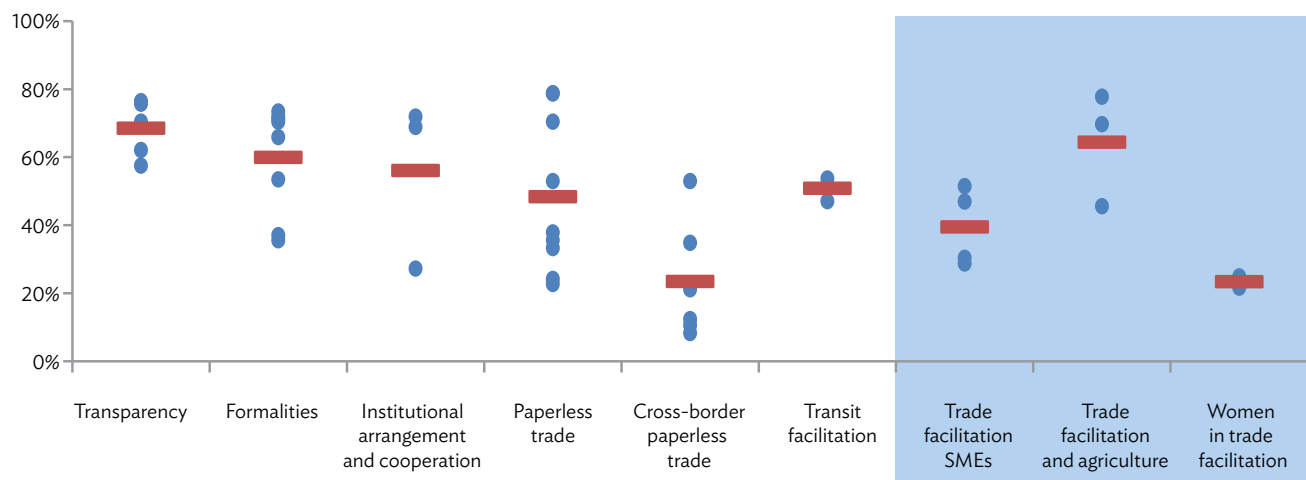 100%
80%
60%
40%
20%
0%
Transparency
Formalities
Institutional
arrangement
and cooperation
Paperless
trade
Cross-border
paperless
trade
Transit
facilitation
Trade
facilitation
SMEs
Trade
facilitation
and agriculture
Women
in trade
facilitation